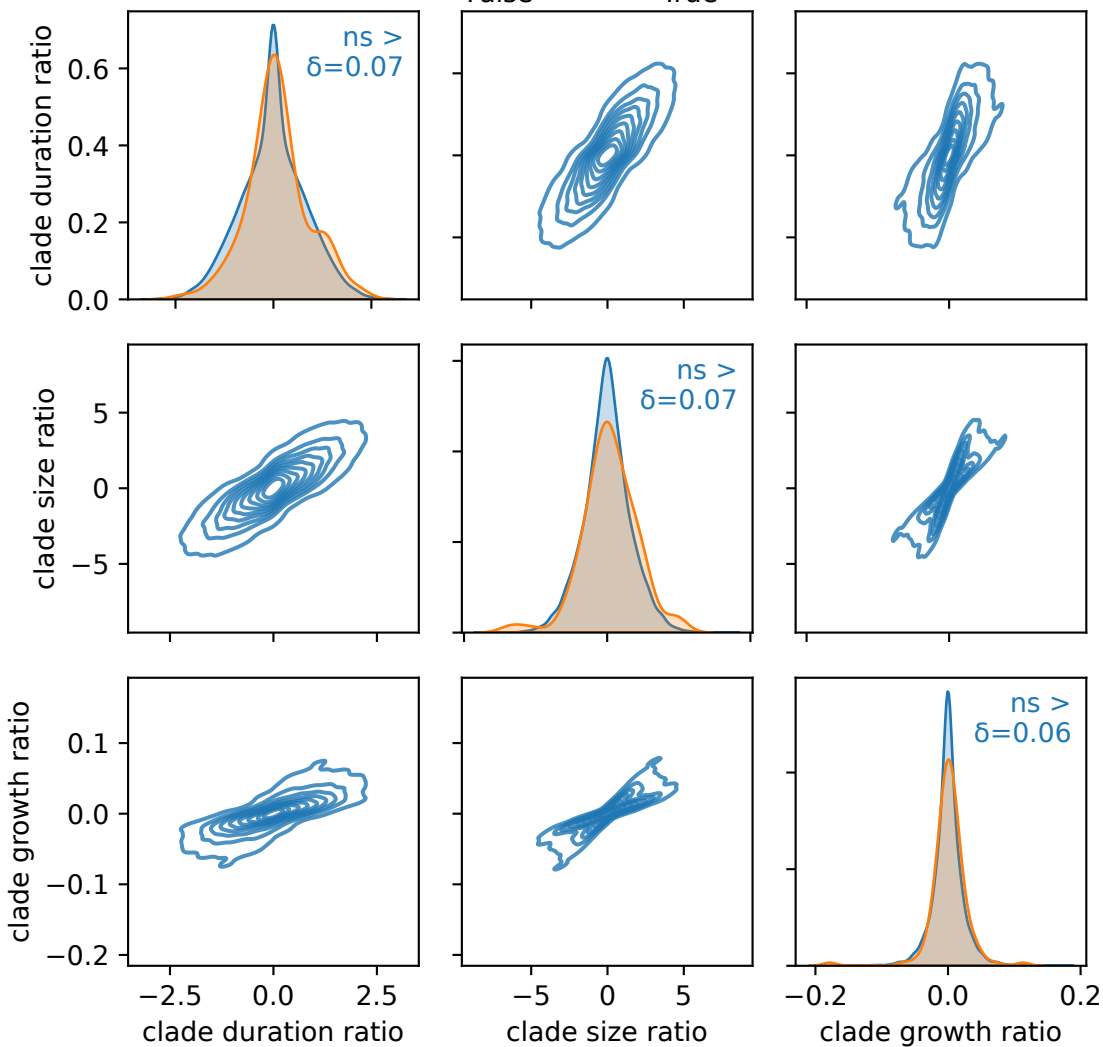 ns >
δ=0.07
clade duration ratio
0.6
0.4
0.2
0.0
ns >
δ=0.07
clade size ratio
5
0
−5
ns >
δ=0.06
clade growth ratio
0.1
0.0
−0.1
−0.2
−2.5 0.0 2.5
−5 0 5
−0.2 0.0 0.2
clade duration ratio
clade size ratio
clade growth ratio